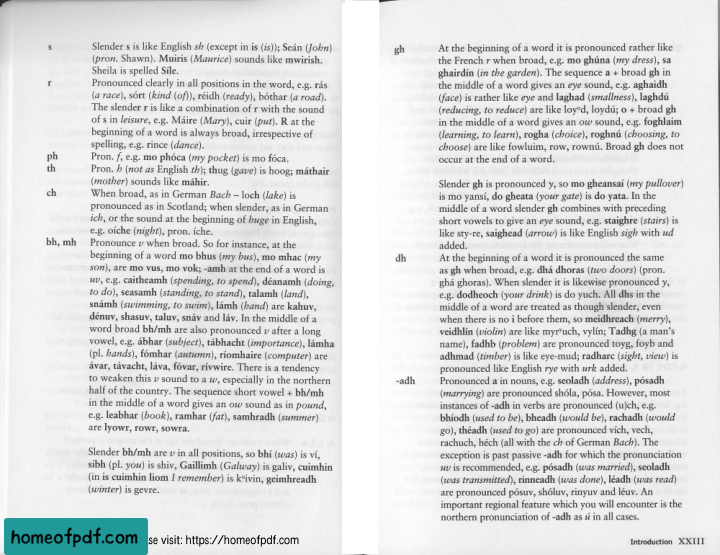 s Slender s is like English sh (except in is (is)); Seán (John)
(pron. Shawn). Muiris (Maurice) sounds like mwirish.
Sheila is spelled Síle.
r Pronounced clearly in all positions in the word, e.g. rás
(a race), sórt (kind (of)), réidh (ready), bóthar (a road).
The slender r is like a combination of r with the sound
of s in leisure, e.g. Máire (Mary), cuir (put). R at the
beginning of a word is always broad, irrespective of
spelling, e.g. rince (dance).
ph Pron. f, e.g. mo phóca (my pocket) is mo fóca.
th Pron. h (not as English th); thug (gave) is hoog; máthair
(mother) sounds like máhir.
ch When broad, as in German Bach – loch (lake) is
pronounced as in Scotland; when slender, as in German
ich, or the sound at the beginning of huge in English,
e.g. oíche (night), pron. íche.
bh, mh Pronounce v when broad. So for instance, at the
beginning of a word mo bhus (my bus), mo mhac (my
son), are mo vus, mo vok; -amh at the end of a word is
uv, e.g. caitheamh (spending, to spend), déanamh (doing,
to do), seasamh (standing, to stand), talamh (land),
snámh (swimming, to swim), lámh (hand) are kahuv,
dénuv, shasuv, taluv, snáv and láv. In the middle of a
word broad bh/mh are also pronounced v after a long
vowel, e.g. ábhar (subject), tábhacht (importance), lámha
(pl. hands), fómhar (autumn), ríomhaire (computer) are
ávar, távacht, láva, fóvar, rívwire. There is a tendency
to weaken this v sound to a w, especially in the northern
half of the country. The sequence short vowel + bh/mh
in the middle of a word gives an ow sound as in pound,
e.g. leabhar (book), ramhar (fat), samhradh (summer)
are lyowr, rowr, sowra.
Slender bh/mh are v in all positions, so bhí (was) is ví,
sibh (pl. you) is shiv, Gaillimh (Galway) is galiv, cuimhin
(in is cuimhin liom I remember) is kʷivin, geimhreadh
(winter) is gevre.
homeofpdf.com
se visit: https://homeofpdf.com
gh At the beginning of a word it is pronounced rather like
the French r when broad, e.g. mo ghúna (my dress), sa
ghairdín (in the garden). The sequence a + broad gh in
the middle of a word gives an eye sound, e.g. aghaidh
(face) is rather like eye and laghad (smallness), laghdú
(reducing, to reduce) are like loyᵘd, loydú; o + broad gh
in the middle of a word gives an ow sound, e.g. foghlaim
(learning, to learn), rogha (choice), roghnú (choosing, to
choose) are like fowluim, row, rownú. Broad gh does not
occur at the end of a word.
Slender gh is pronounced y, so mo gheansaí (my pullover)
is mo yansí, do gheata (your gate) is do yata. In the
middle of a word slender gh combines with preceding
short vowels to give an eye sound, e.g. staighre (stairs) is
like sty-re, saighead (arrow) is like English sigh with ud
added.
dh At the beginning of a word it is pronounced the same
as gh when broad, e.g. dhá dhoras (two doors) (pron.
ghá ghoras). When slender it is likewise pronounced y,
e.g. dodheoch (your drink) is do yuch. All dhs in the
middle of a word are treated as though slender, even
when there is no i before them, so meidhreach (merry),
veidhlín (violin) are like myrᵉuch, vylín; Tadhg (a man's
name), fadhb (problem) are pronounced toyg, foyb and
adhmad (timber) is like eye-mud; radharc (sight, view) is
pronounced like English rye with urk added.
-adh Pronounced a in nouns, e.g. seoladh (address), pósadh
(marrying) are pronounced shóla, pósa. However, most
instances of -adh in verbs are pronounced (u)ch, e.g.
bhíodh (used to be), bheadh (would be), rachadh (would
go), théadh (used to go) are pronounced vích, vech,
rachuch, héch (all with the ch of German Bach). The
exception is past passive -adh for which the pronunciation
uv is recommended, e.g. pósadh (was married), seoladh
(was transmitted), rinneadh (was done), léadh (was read)
are pronounced pósuv, shóluv, rinyuv and léuv. An
important regional feature which you will encounter is the
northern pronunciation of -adh as ú in all cases.
Introduction XXIII